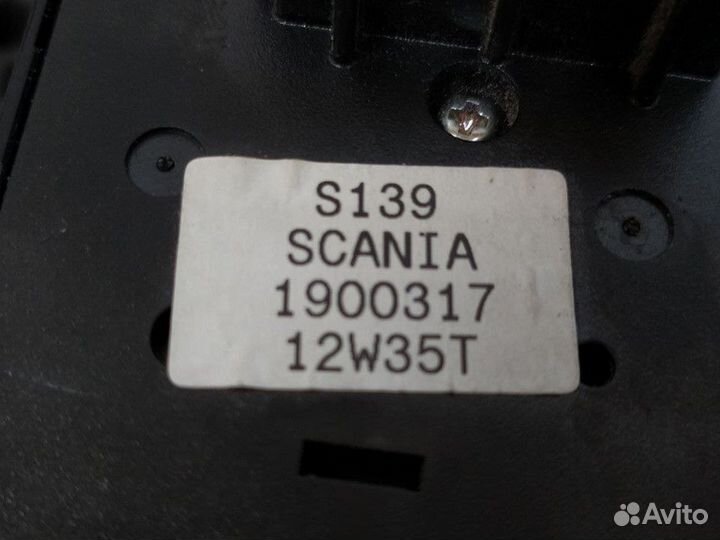 S139
SCANIA
1900317
12W35T
Avito